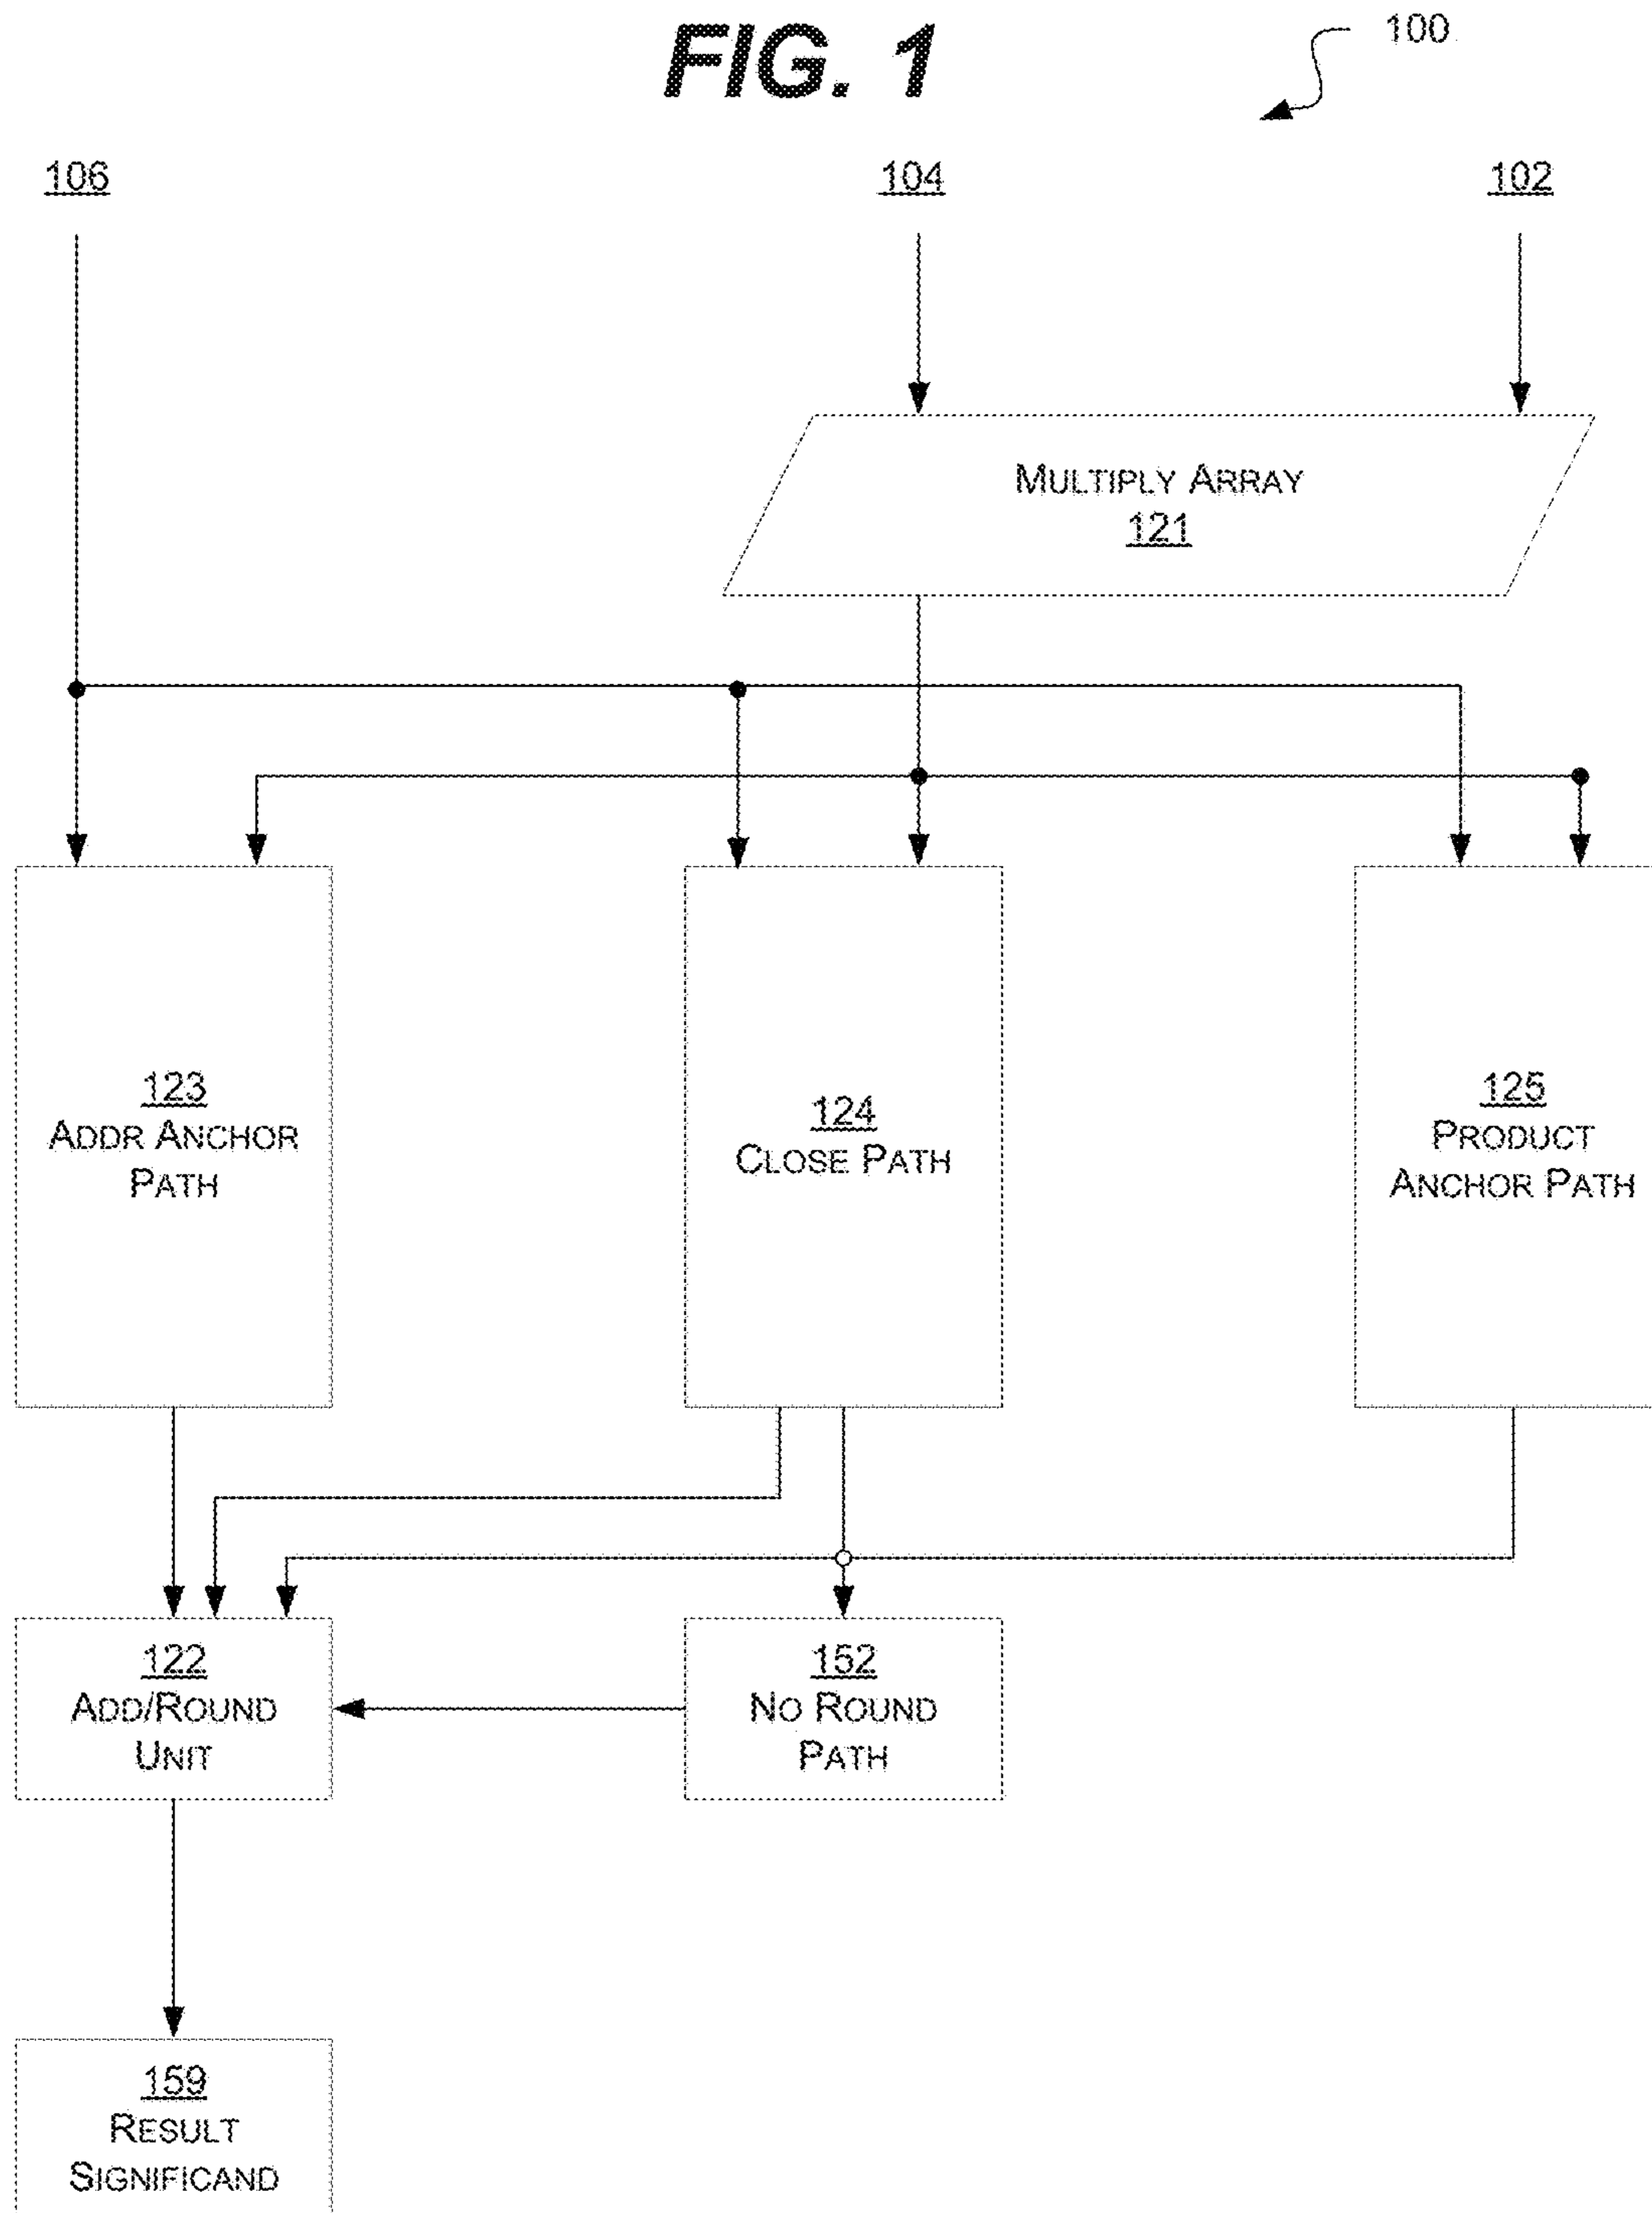 FIG. 1
100
106
104
102
MULTIPLY ARRAY
121
123
ADDR ANCHOR
PATH
124
CLOSE PATH
125
PRODUCT
ANCHOR PATH
122
ADD/ROUND
UNIT
152
NO ROUND
PATH
159
RESULT
SIGNIFICAND